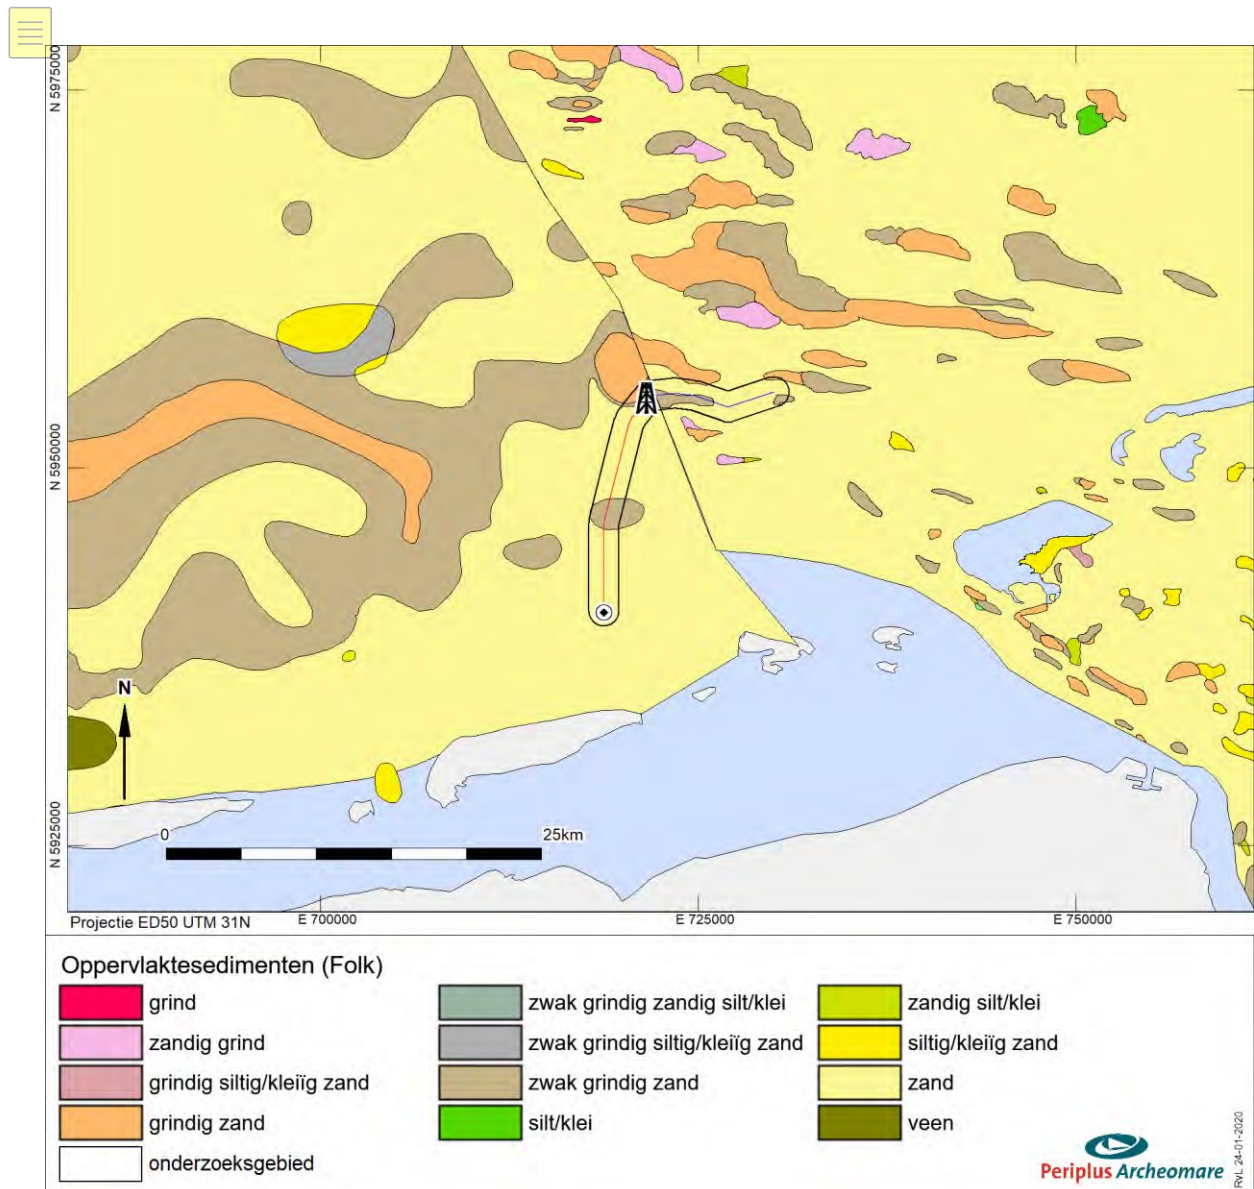 N 5975000
N 5950000
N 5925000
N
0 25km
Projectie ED50 UTM 31N
E 700000
E 725000
E 750000
Oppervlaktesedimenten (Folk)
grind
zandig grind
grindig siltig/kleiïg zand
grindig zand
onderzoeksgebied
zwak grindig zandig silt/klei
zwak grindig siltig/kleiïg zand
zwak grindig zand
silt/klei
zandig silt/klei
siltig/kleiïg zand
zand
veen
Periplus Archeomare
RvL 24-01-2020